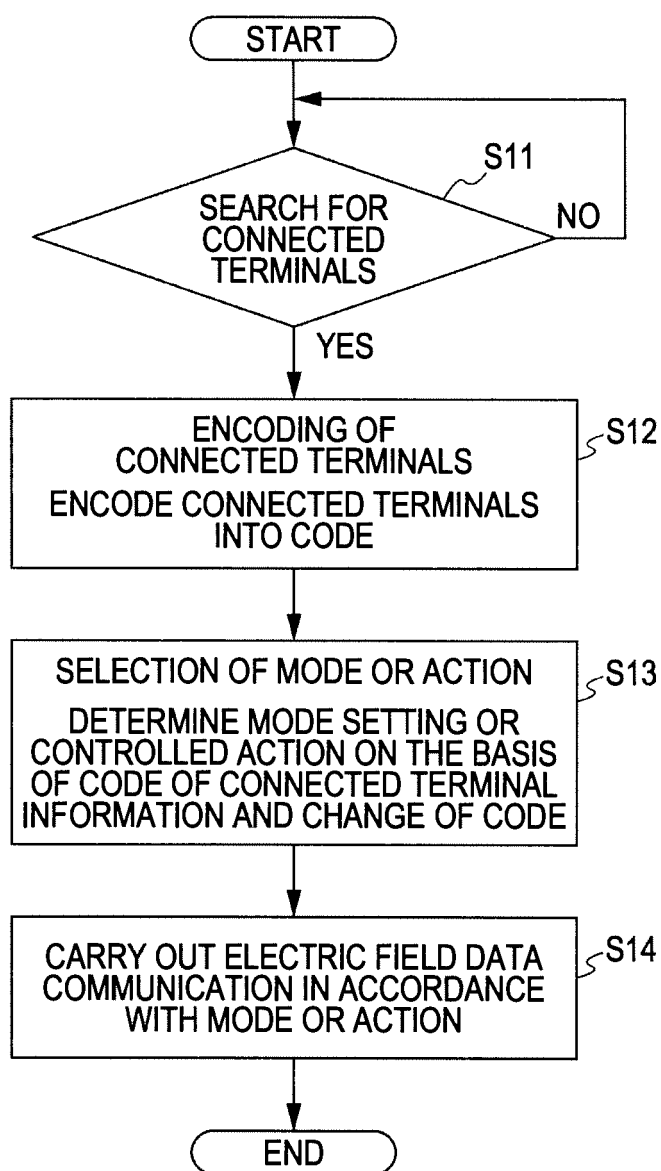 START
S11
SEARCH FOR
CONNECTED
TERMINALS
NO
YES
S12
ENCODING OF
CONNECTED TERMINALS
ENCODE CONNECTED TERMINALS
INTO CODE
S13
SELECTION OF MODE OR ACTION
DETERMINE MODE SETTING OR
CONTROLLED ACTION ON THE BASIS
OF CODE OF CONNECTED TERMINAL
INFORMATION AND CHANGE OF CODE
S14
CARRY OUT ELECTRIC FIELD DATA
COMMUNICATION IN ACCORDANCE
WITH MODE OR ACTION
END